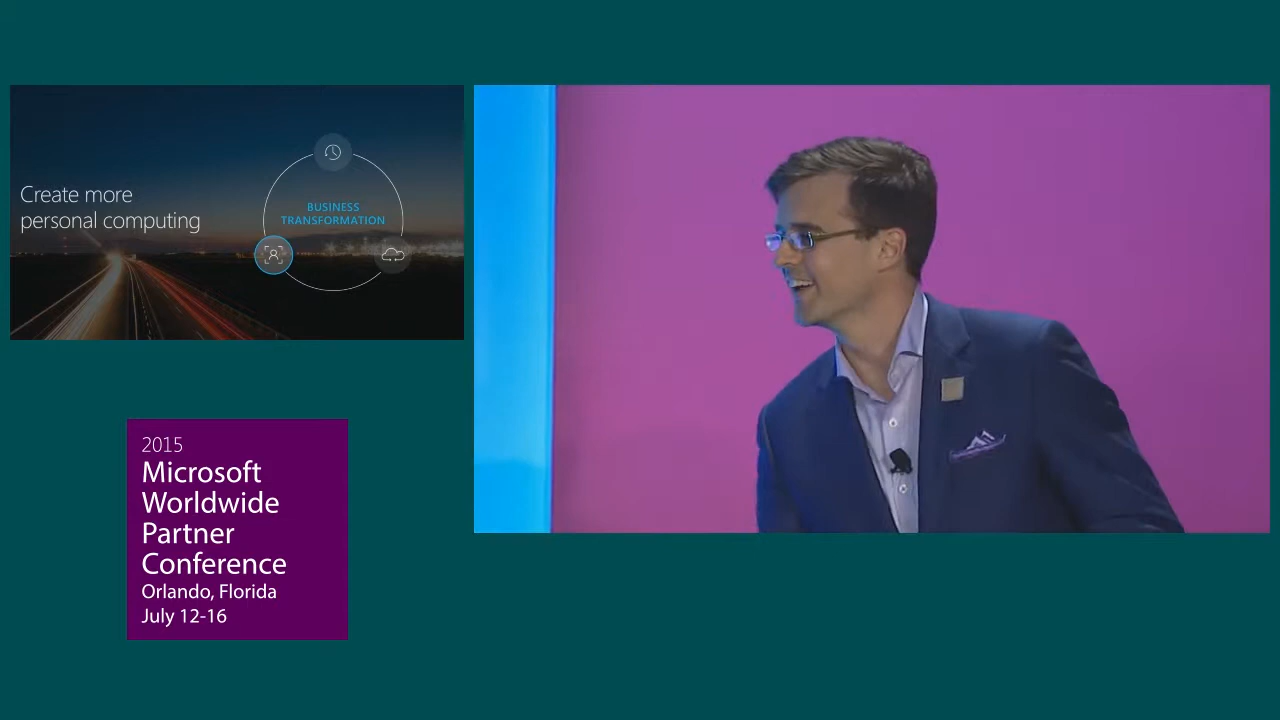 Create more
personal computing
BUSINESS
TRANSFORMATION
2015
Microsoft
Worldwide
Partner
Conference
Orlando, Florida
July 12-16